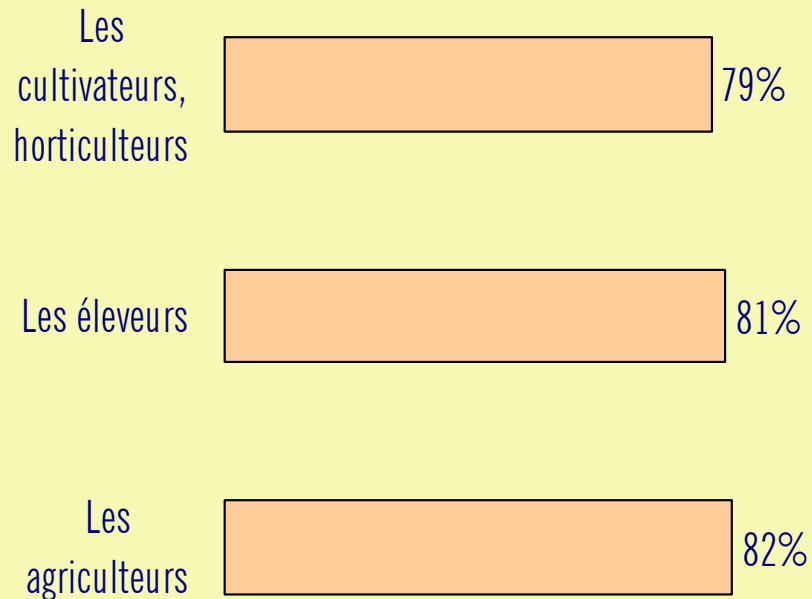 Les
cultivateurs,
horticulteurs
79%
Les éleveurs
81%
Les
agriculteurs
82%